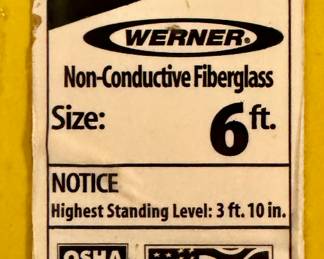 WERNER®
Non-Conductive Fiberglass
Size: 6 ft.
NOTICE
Highest Standing Level: 3 ft. 10 in.
OSHA